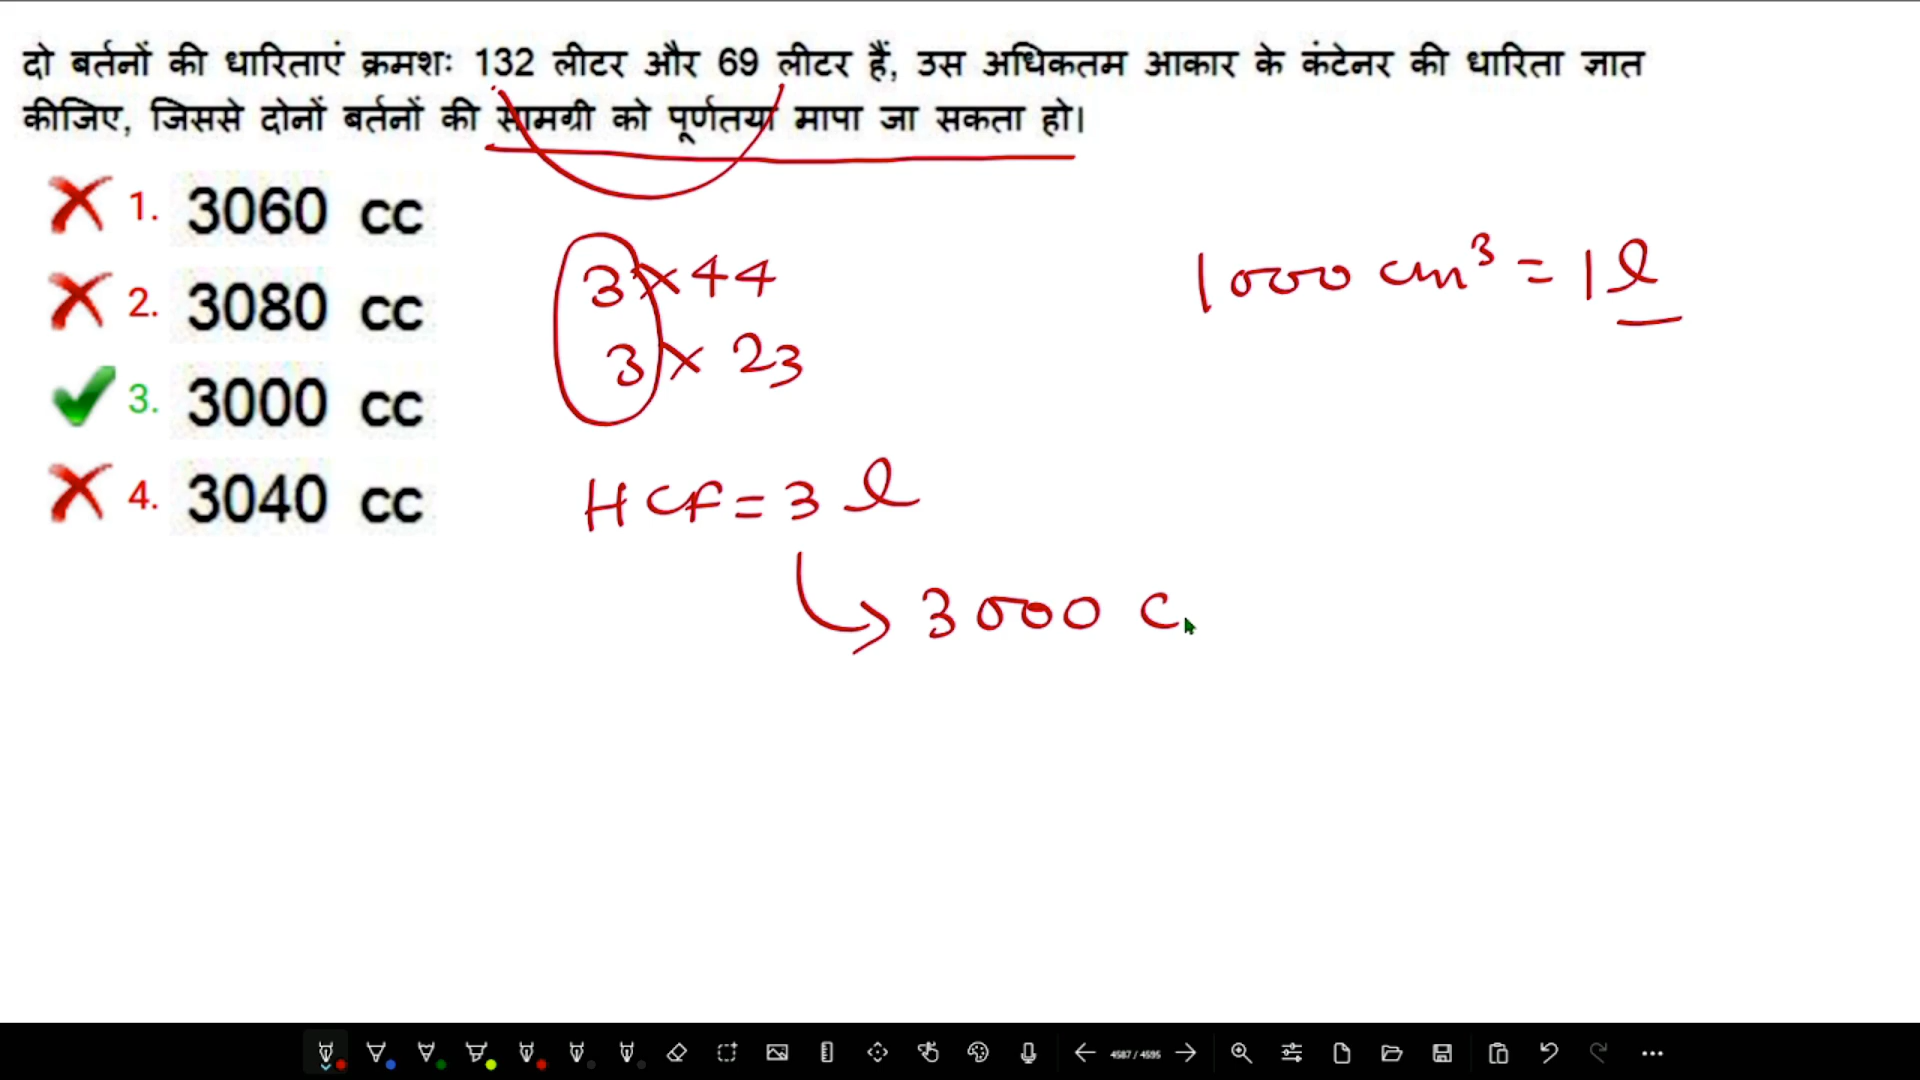 दो बर्तनों की धारिताएं क्रमशः 132 लीटर और 69 लीटर हैं, उस अधिकतम आकार के कंटेनर की धारिता ज्ञात
कीजिए, जिससे दोनों बर्तनों की सामग्री को पूर्णतया मापा जा सकता हो।
1. 3060 cc
2. 3080 cc
3. 3000 cc
4. 3040 cc
3 × 44
3 × 23
HCF = 3 l
3000 C
1000 cm³ = 1 l
4587 / 4595